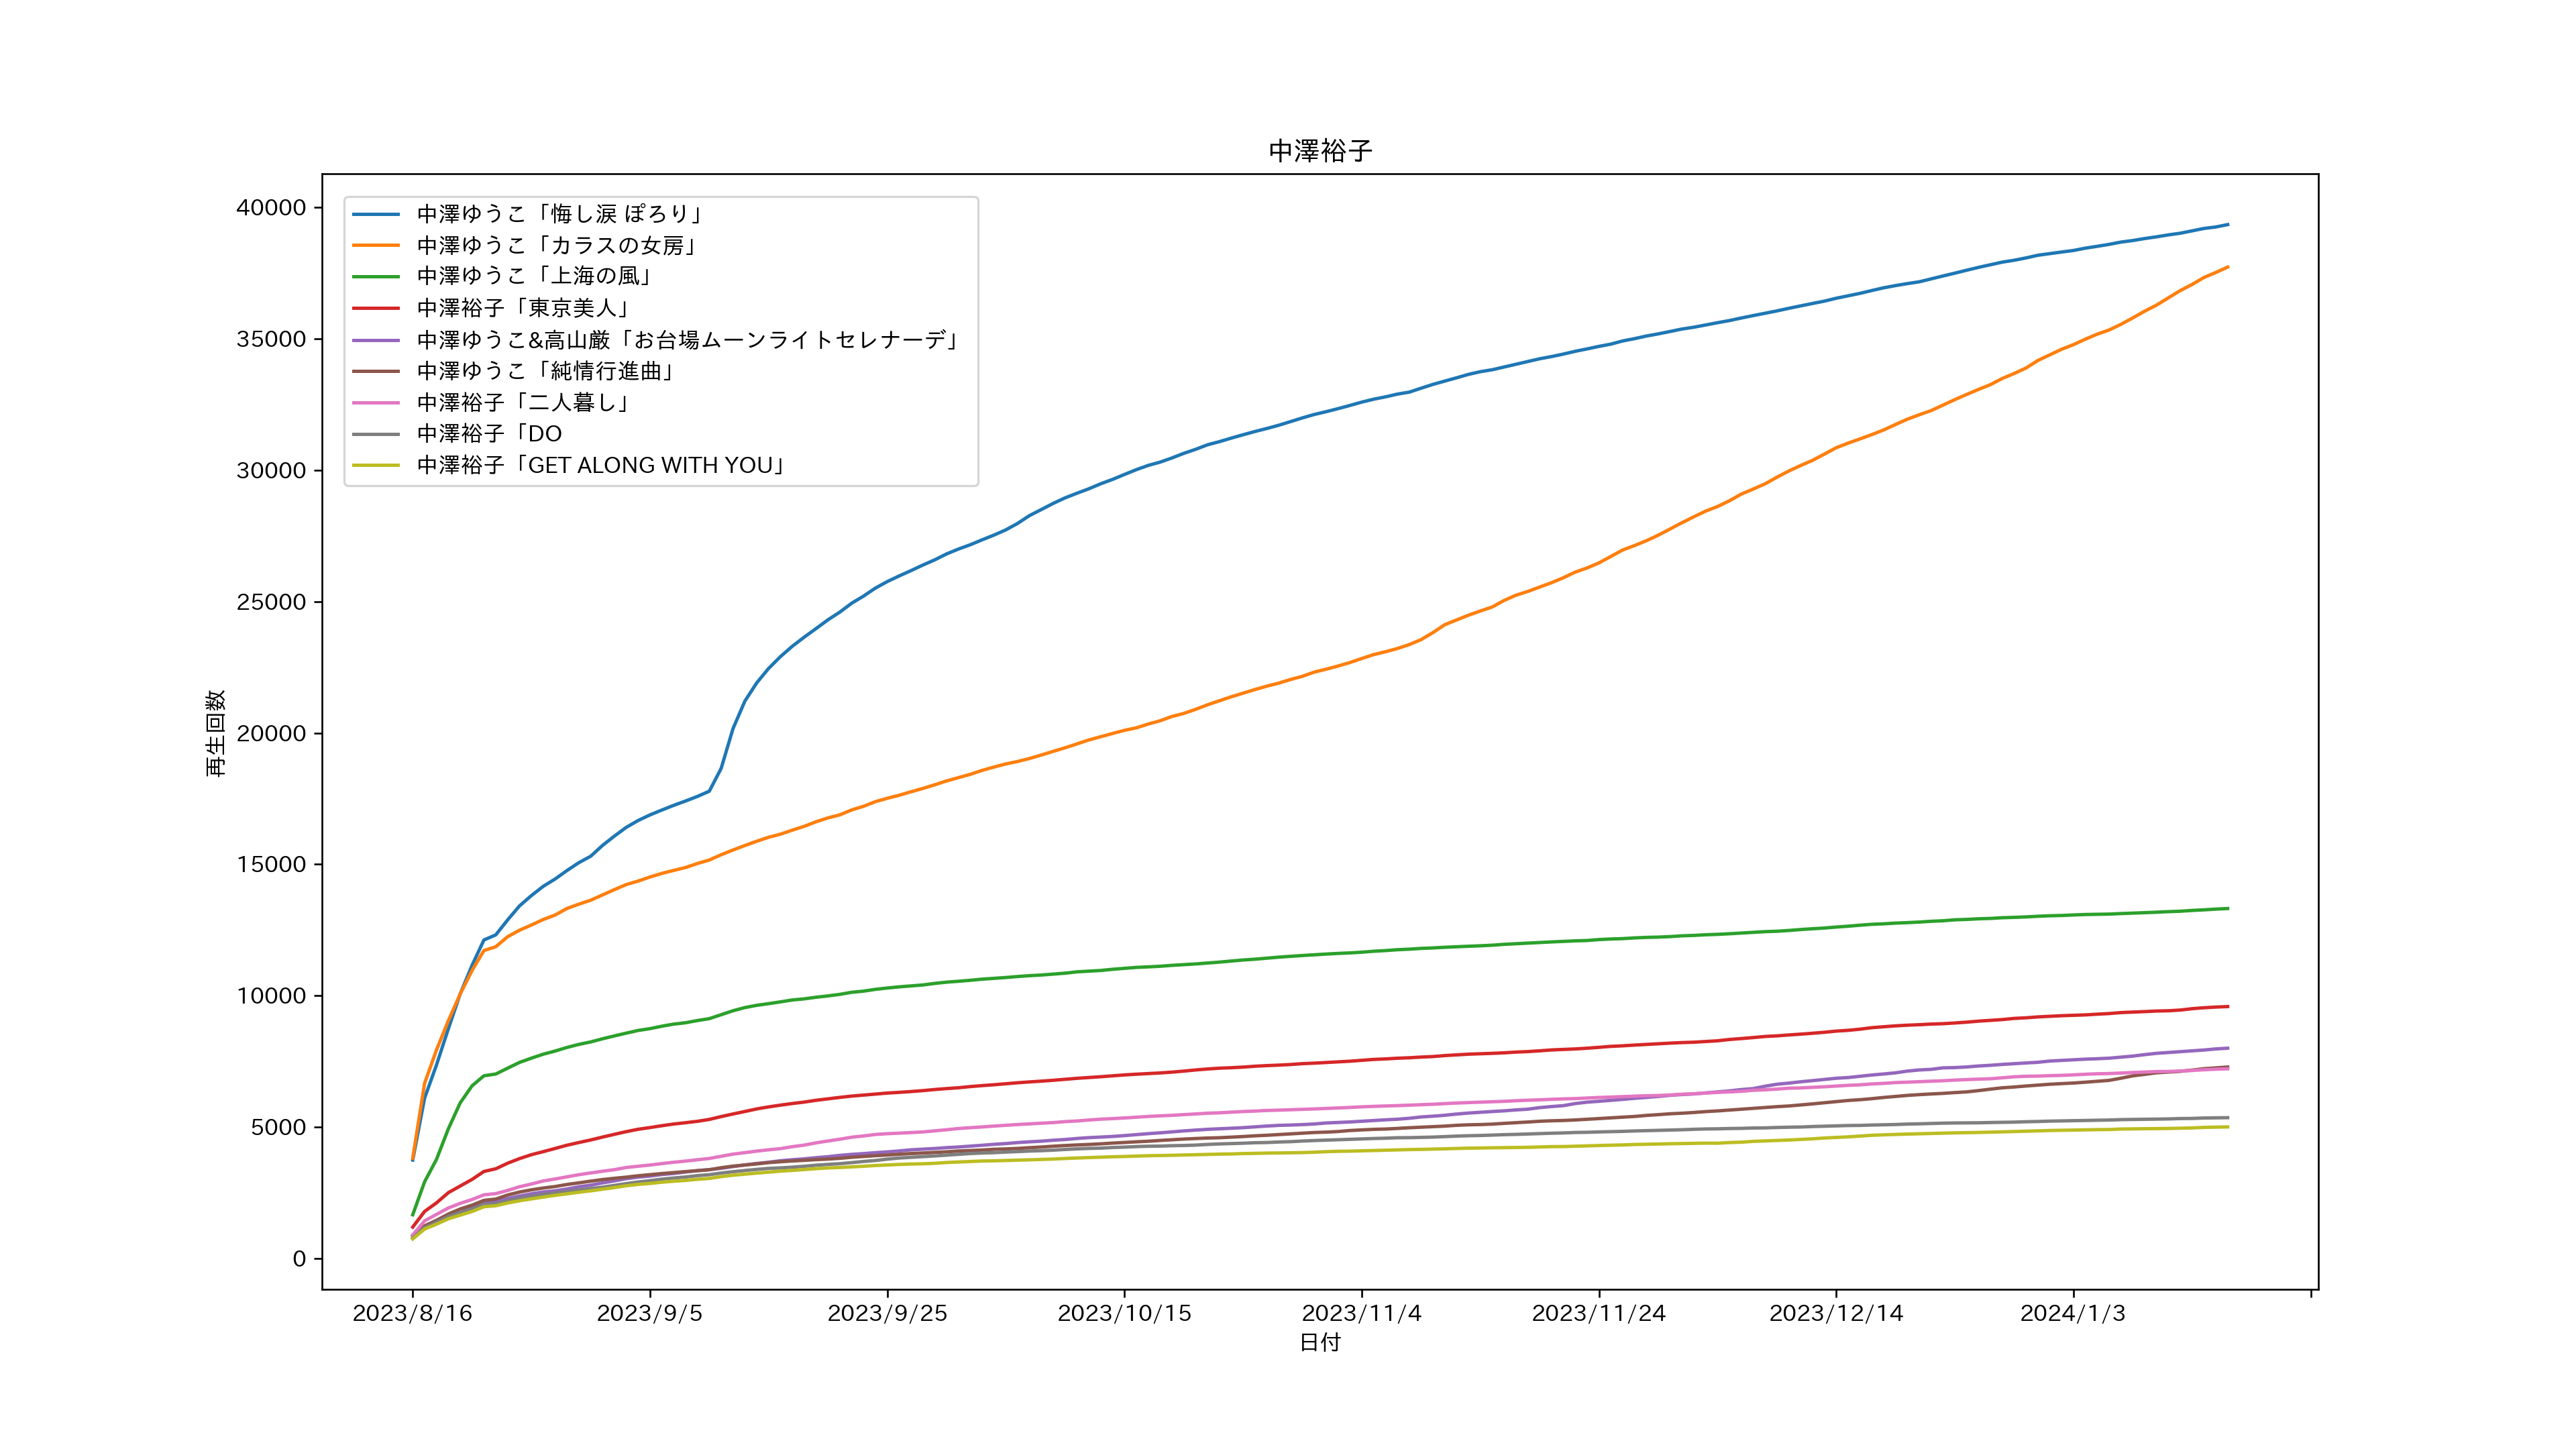 中澤裕子
40000
35000
30000
25000
20000
15000
10000
5000
0
再生回数
中澤ゆうこ「悔し涙 ぽろり」
中澤ゆうこ「カラスの女房」
中澤ゆうこ「上海の風」
中澤裕子「東京美人」
中澤ゆうこ&高山厳「お台場ムーンライトセレナーデ」
中澤ゆうこ「純情行進曲」
中澤裕子「二人暮し」
中澤裕子「DO
中澤裕子「GET ALONG WITH YOU」
2023/8/16 2023/9/5 2023/9/25 2023/10/15 2023/11/4 2023/11/24 2023/12/14 2024/1/3
日付